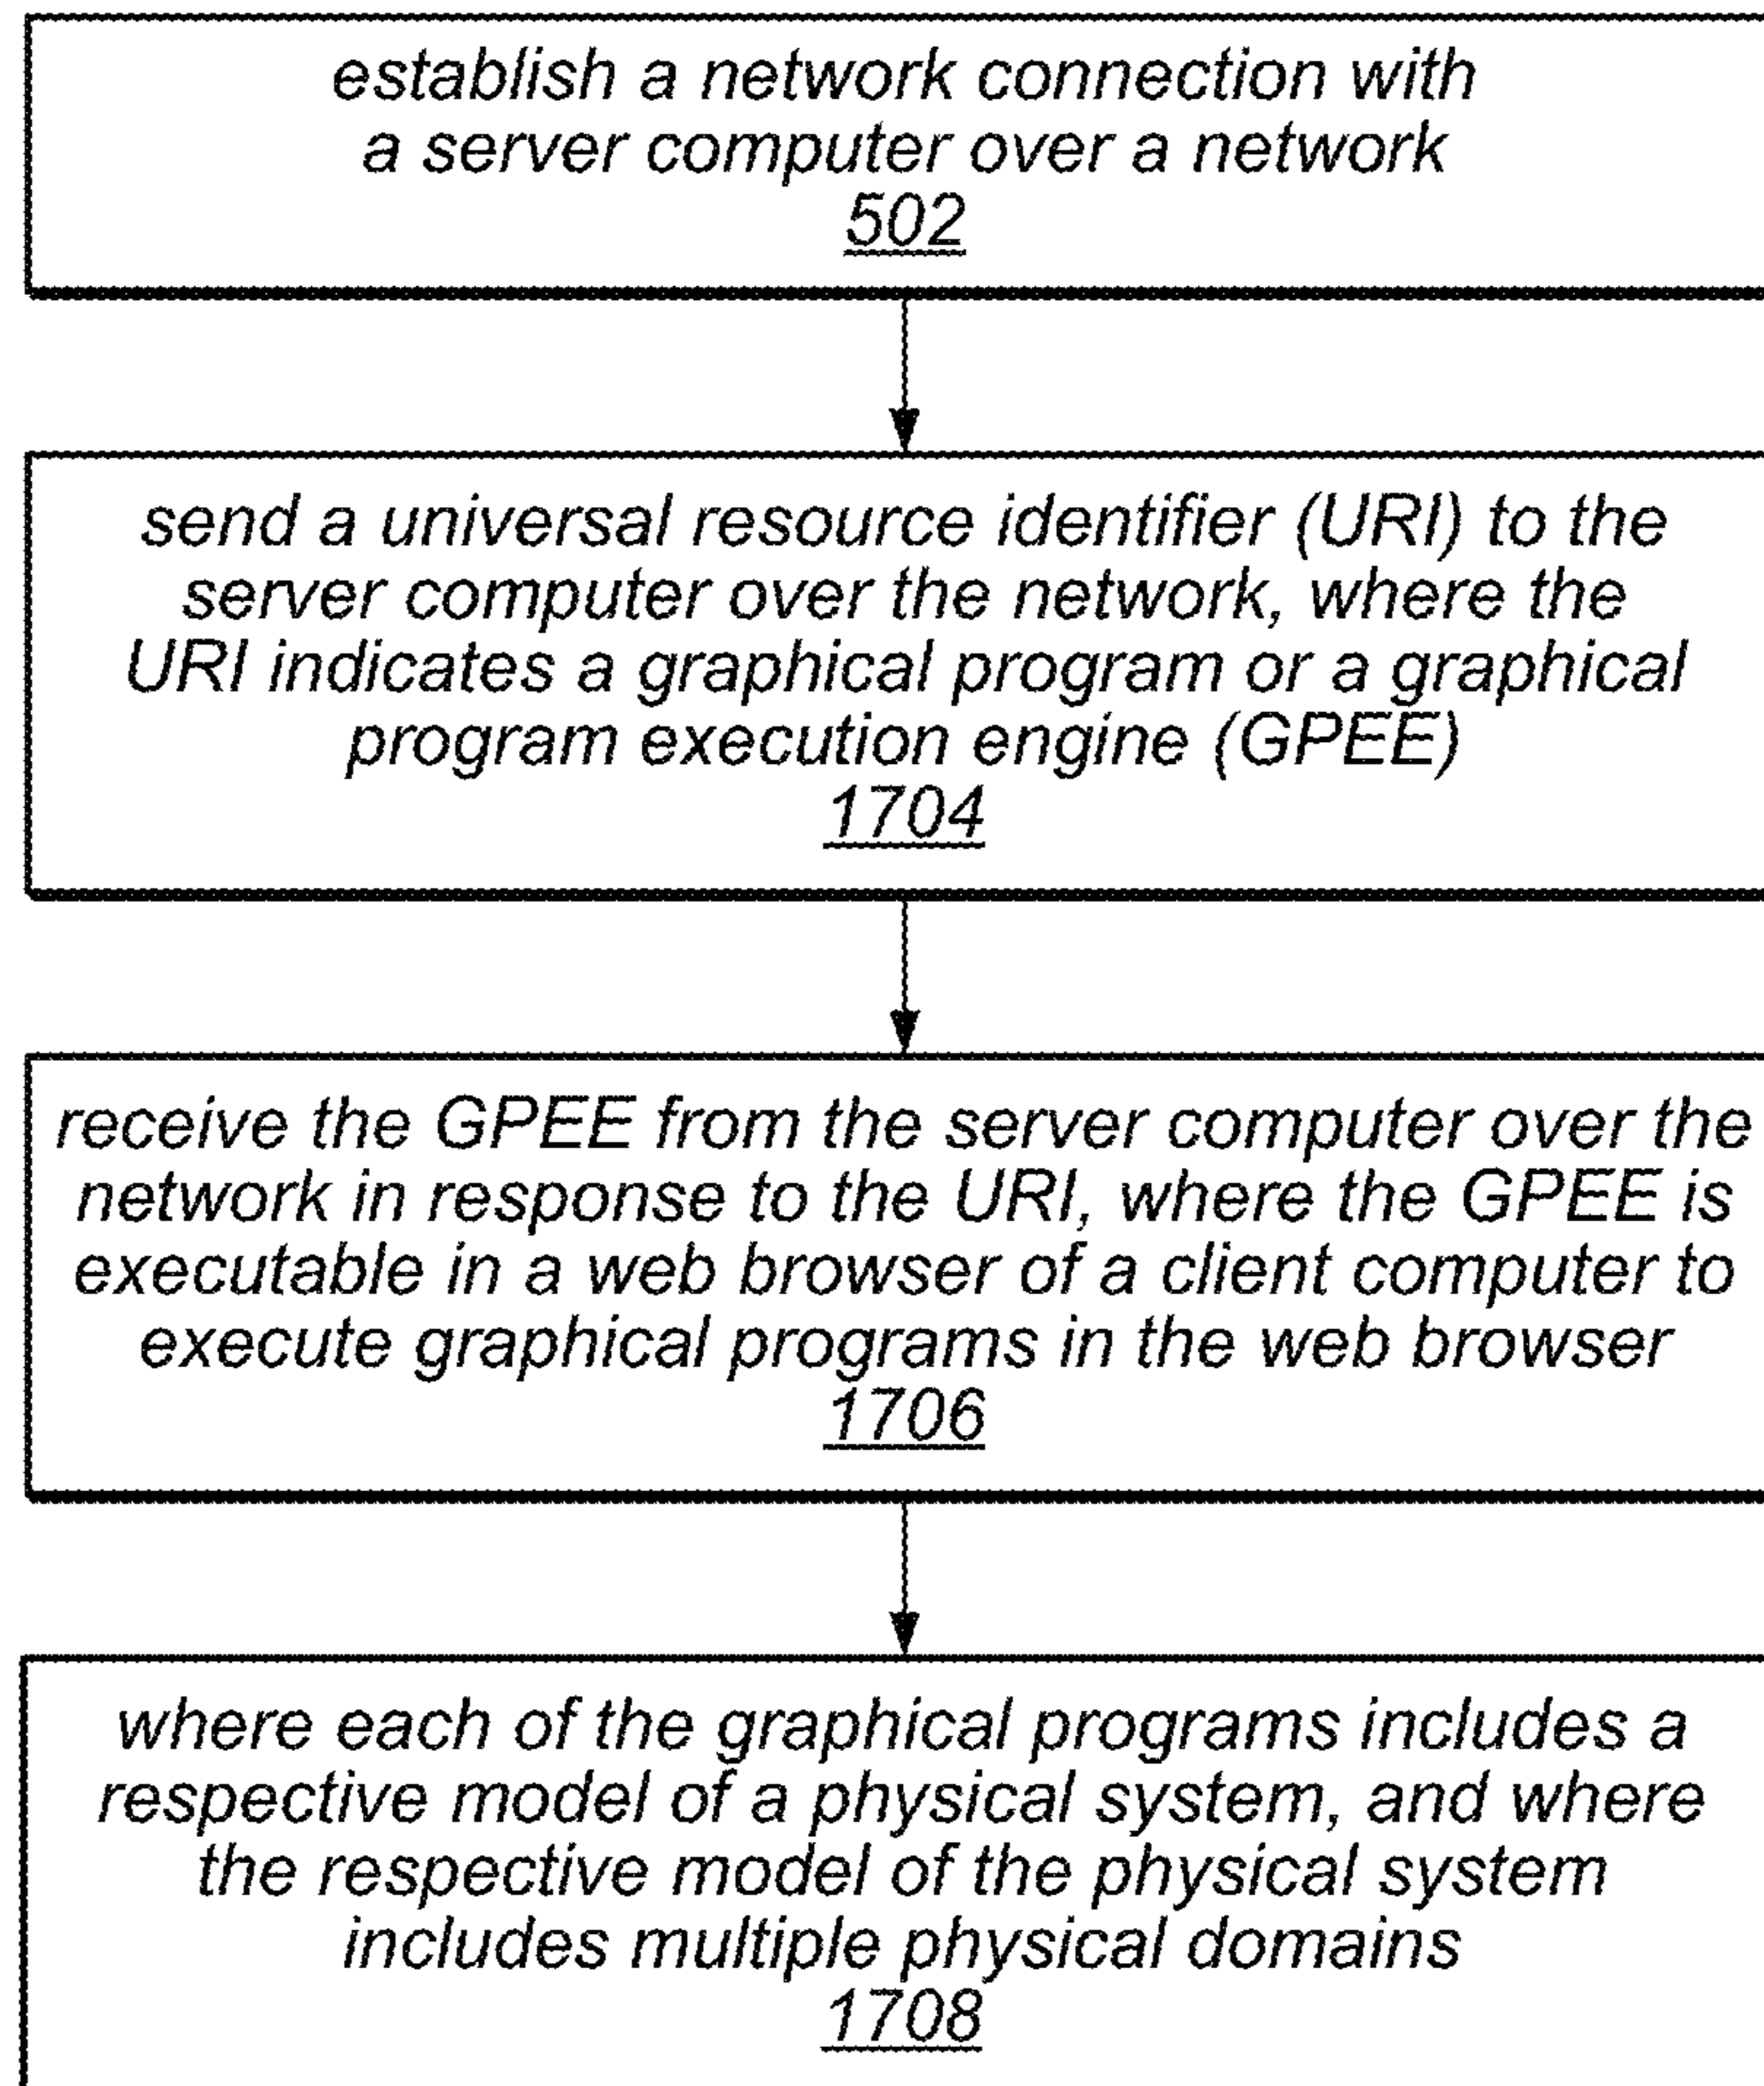 establish a network connection with
a server computer over a network
502
send a universal resource identifier (URI) to the
server computer over the network, where the
URI indicates a graphical program or a graphical
program execution engine (GPEE)
1704
receive the GPEE from the server computer over the
network in response to the URI, where the GPEE is
executable in a web browser of a client computer to
execute graphical programs in the web browser
1706
where each of the graphical programs includes a
respective model of a physical system, and where
the respective model of the physical system
includes multiple physical domains
1708